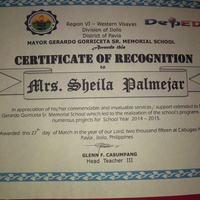 Region VI – Western Visayas
Division of Iloilo
District of Pavia
MAYOR GERARDO GORRICETA SR. MEMORIAL SCHOOL
Awards this
CERTIFICATE OF RECOGNITION
to
Mrs. Sheila Palmejar
in appreciation of his/her commendable and invaluable services / support extended to
Gerardo Gorriceta Sr. Memorial School which led to the realization of the school's programs
numerous projects for School Year 2014 – 2015.
Awarded this 27th day of March in the year of our Lord, two thousand fifteen at Cabugao
Pavia, Iloilo, Philippines.
GLENN F. CABUMPANG
Head Teacher III